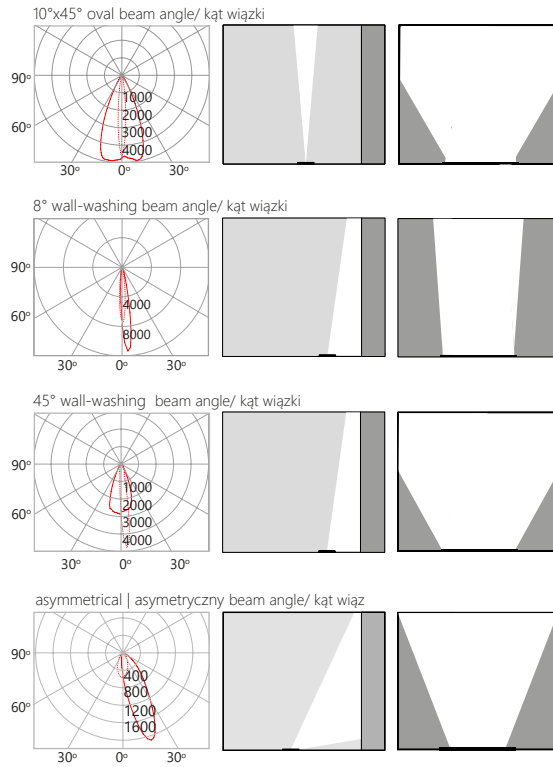 10°x45° oval beam angle/ kąt wiązki
90°
1000
2000
3000
4000
60°
30° 0° 30°
8° wall-washing beam angle/ kąt wiązki
90°
4000
60°
8000
30° 0° 30°
45° wall-washing beam angle/ kąt wiązki
90°
1000
2000
60°
3000
4000
30° 0° 30°
asymmetrical | asymetryczny beam angle/ kąt wiąz
90°
400
800
60°
1200
1600
30° 0° 30°